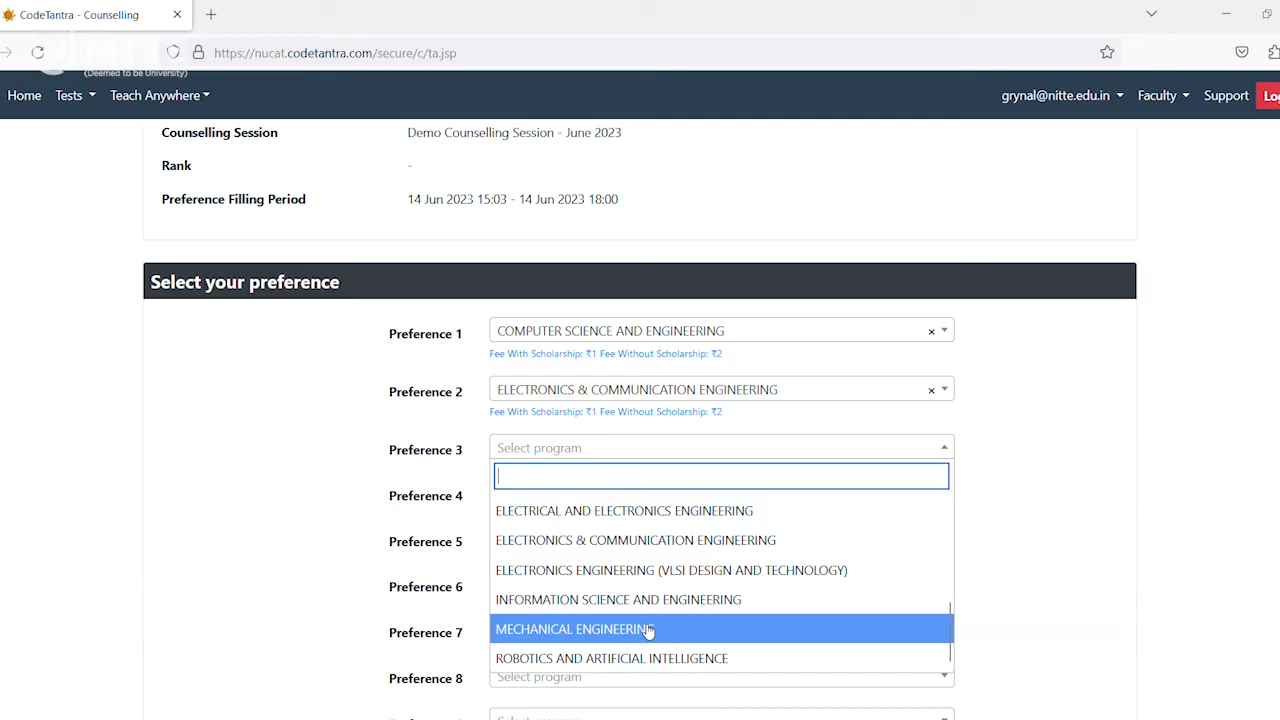 CodeTantra - Counselling
https://nucat.codetantra.com/secure/c/ta.jsp
(Deemed to be University)
Home Tests Teach Anywhere grynal@nitte.edu.in Faculty Support Log
Counselling Session Demo Counselling Session - June 2023
Rank -
Preference Filling Period 14 Jun 2023 15:03 - 14 Jun 2023 18:00
Select your preference
Preference 1 COMPUTER SCIENCE AND ENGINEERING
Fee With Scholarship: ₹1 Fee Without Scholarship: ₹2
Preference 2 ELECTRONICS & COMMUNICATION ENGINEERING
Fee With Scholarship: ₹1 Fee Without Scholarship: ₹2
Preference 3 Select program
Preference 4
ELECTRICAL AND ELECTRONICS ENGINEERING
Preference 5 ELECTRONICS & COMMUNICATION ENGINEERING
ELECTRONICS ENGINEERING (VLSI DESIGN AND TECHNOLOGY)
Preference 6 INFORMATION SCIENCE AND ENGINEERING
Preference 7 MECHANICAL ENGINEERING
ROBOTICS AND ARTIFICIAL INTELLIGENCE
Preference 8 Select program
Select program